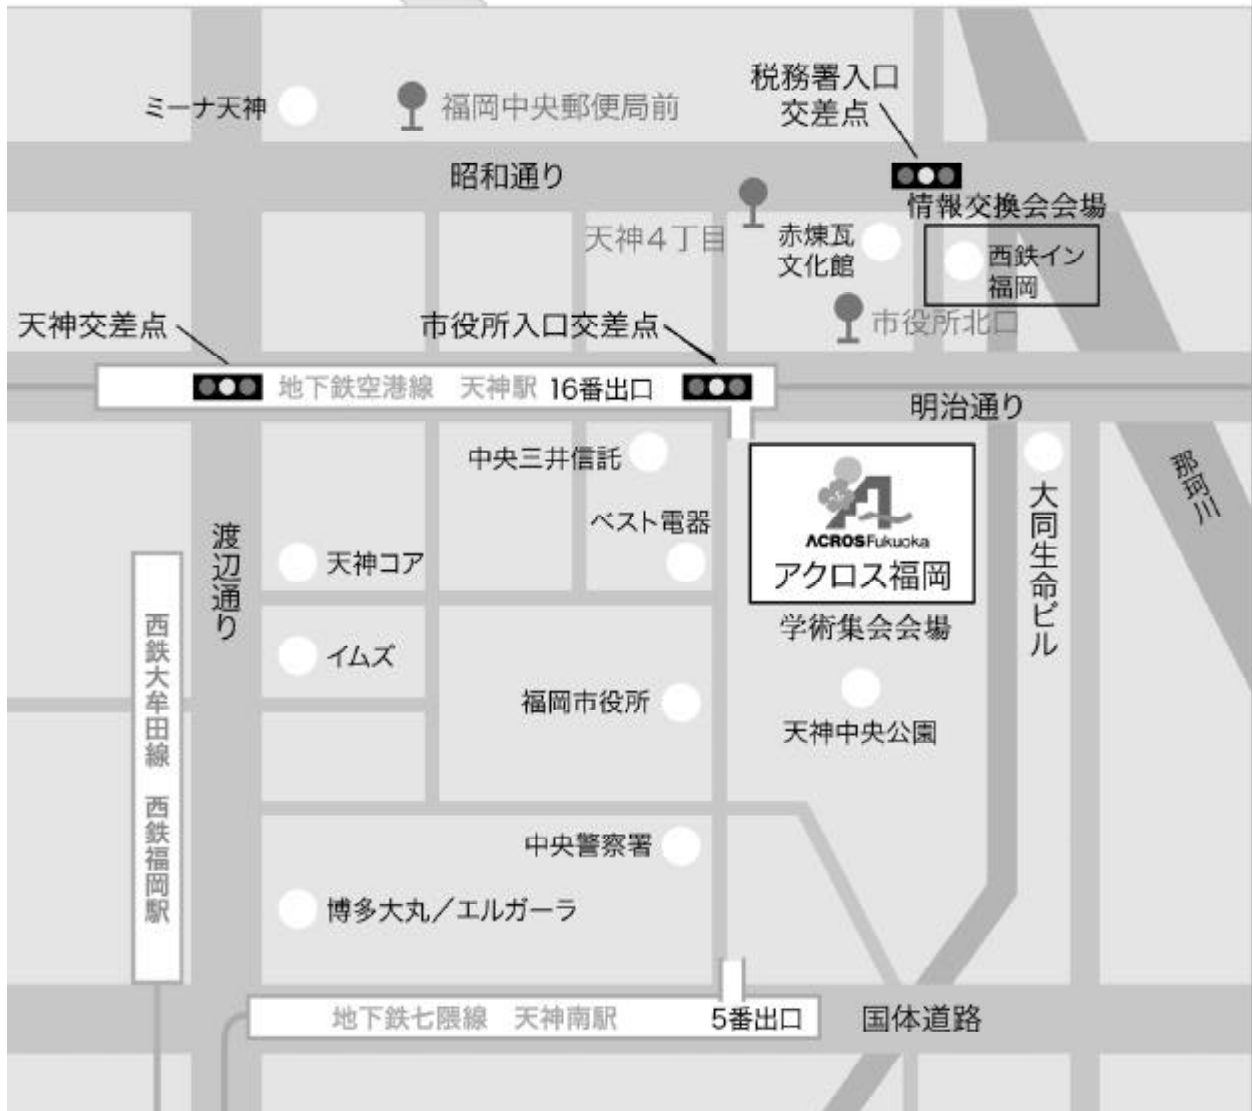 税務署入口
交差点
ミーナ天神
福岡中央郵便局前
昭和通り
情報交換会会場
天神4丁目
赤煉瓦
文化館
西鉄イン
福岡
市役所北口
天神交差点
市役所入口交差点
地下鉄空港線 天神駅 16番出口
明治通り
中央三井信託
那珂川
ベスト電器
大同生命ビル
渡辺通り
天神コア
ACROS Fukuoka
アクロス福岡
学術集会会場
イムズ
西鉄大牟田線 西鉄福岡駅
福岡市役所
天神中央公園
中央警察署
博多大丸/エルガーラ
地下鉄七隈線 天神南駅 5番出口
国体道路